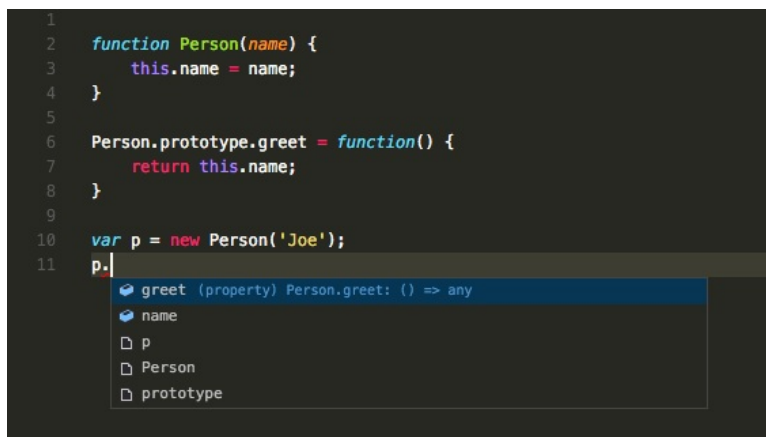 1
2 function Person(name) {
3 this.name = name;
4 }
5
6 Person.prototype.greet = function() {
7 return this.name;
8 }
9
10 var p = new Person('Joe');
11 p.
greet (property) Person.greet: () => any
name
p
Person
prototype